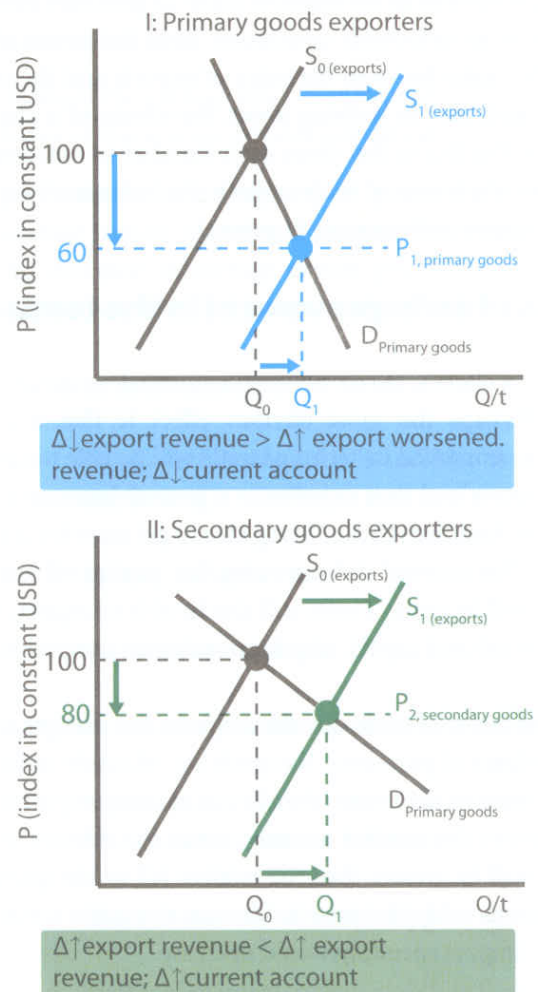 I: Primary goods exporters
P (index in constant USD)
S0 (exports)
S1 (exports)
100
60
P1, primary goods
DPrimary goods
Q0
Q1
Q/t
Δ↓export revenue > Δ↑ export worsened.
revenue; Δ↓current account
II: Secondary goods exporters
P (index in constant USD)
S0 (exports)
S1 (exports)
100
80
P2, secondary goods
DPrimary goods
Q0
Q1
Q/t
Δ↑export revenue < Δ↑ export
revenue; Δ↑current account